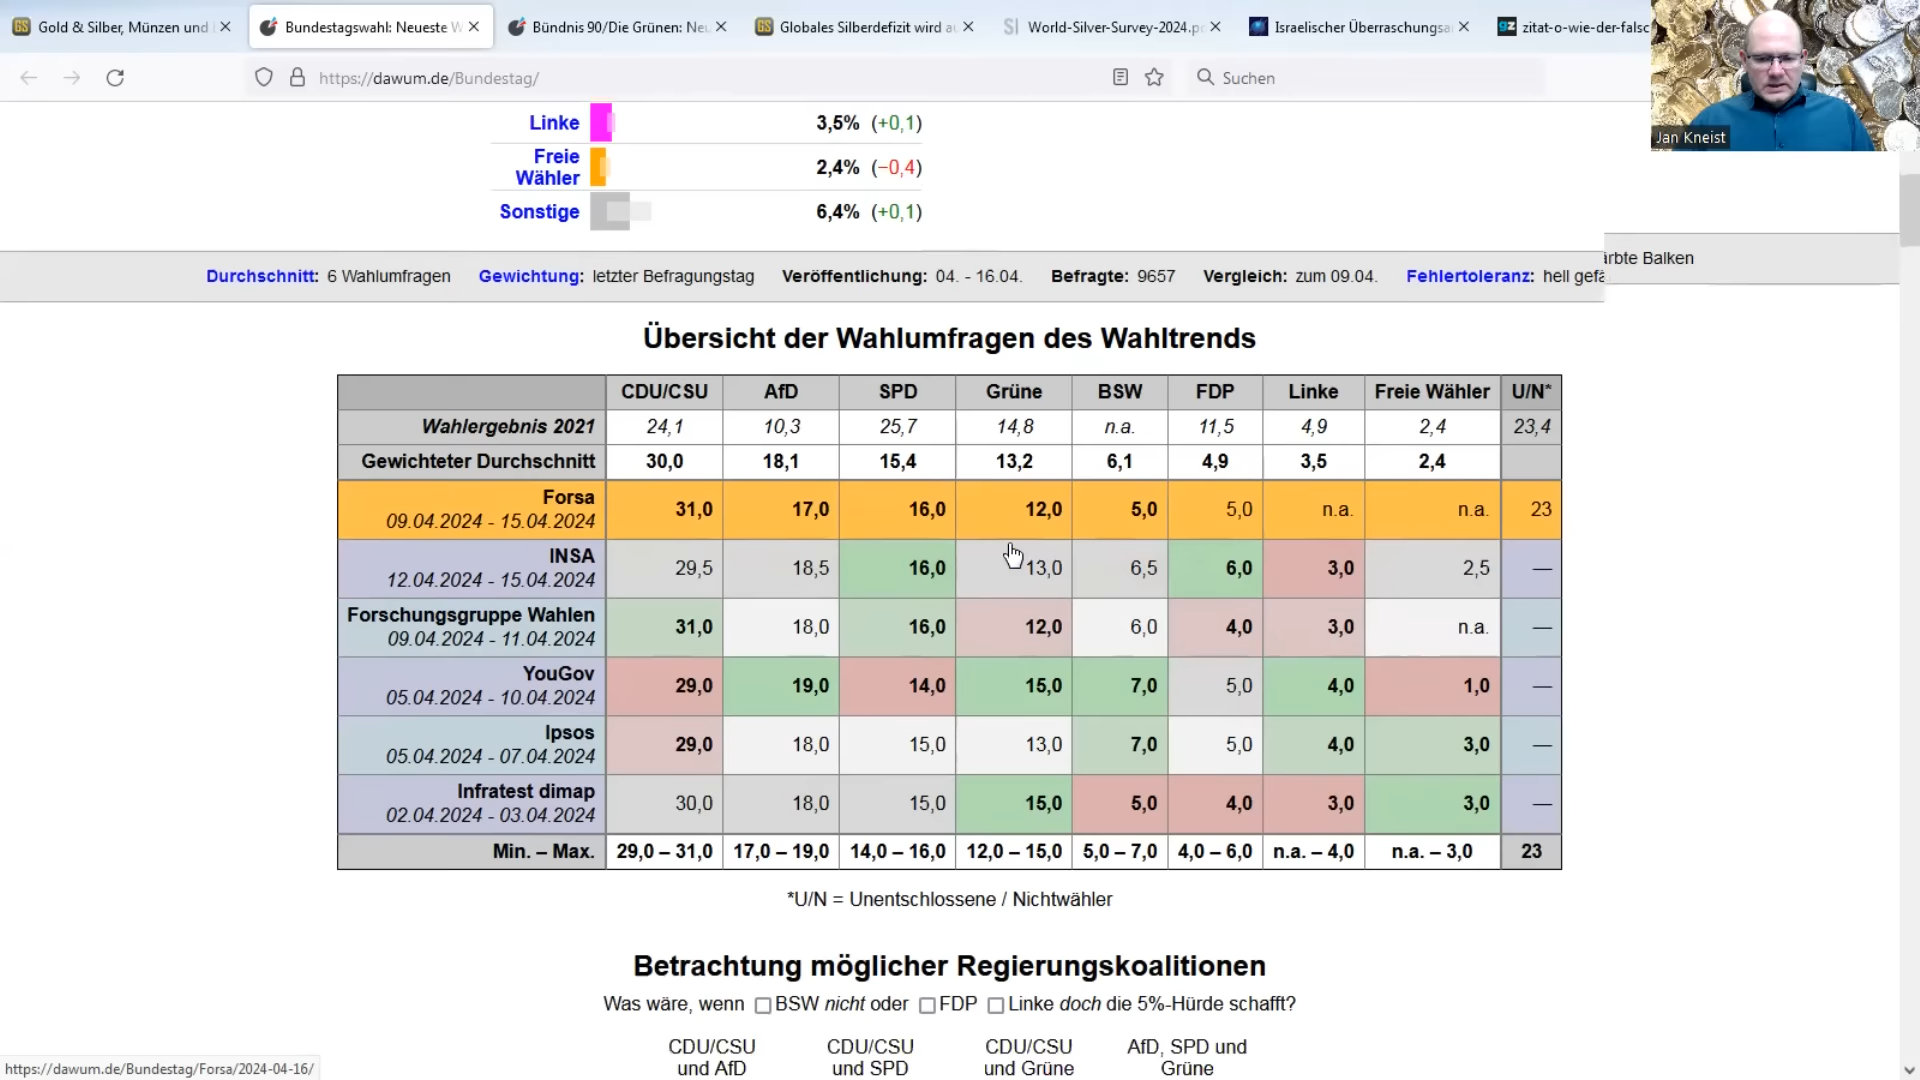 Gold & Silber, Münzen und
Bundestagswahl: Neueste W
Bündnis 90/Die Grünen: Neu
Globales Silberdefizit wird au
World-Silver-Survey-2024.p
Israelischer Überraschungsa
zitat-o-wie-der-falsc
https://dawum.de/Bundestag/
Suchen
Jan Kneist
Linke 3,5% (+0,1)
Freie
Wähler 2,4% (−0,4)
Sonstige 6,4% (+0,1)
Durchschnitt: 6 Wahlumfragen Gewichtung: letzter Befragungstag Veröffentlichung: 04. - 16.04. Befragte: 9657 Vergleich: zum 09.04. Fehlertoleranz: hell gefärbte Balken
Übersicht der Wahlumfragen des Wahltrends
CDU/CSU AfD SPD Grüne BSW FDP Linke Freie Wähler U/N*
Wahlergebnis 2021 24,1 10,3 25,7 14,8 n.a. 11,5 4,9 2,4 23,4
Gewichteter Durchschnitt 30,0 18,1 15,4 13,2 6,1 4,9 3,5 2,4
Forsa
09.04.2024 - 15.04.2024 31,0 17,0 16,0 12,0 5,0 5,0 n.a. n.a. 23
INSA
12.04.2024 - 15.04.2024 29,5 18,5 16,0 13,0 6,5 6,0 3,0 2,5 —
Forschungsgruppe Wahlen
09.04.2024 - 11.04.2024 31,0 18,0 16,0 12,0 6,0 4,0 3,0 n.a. —
YouGov
05.04.2024 - 10.04.2024 29,0 19,0 14,0 15,0 7,0 5,0 4,0 1,0 —
Ipsos
05.04.2024 - 07.04.2024 29,0 18,0 15,0 13,0 7,0 5,0 4,0 3,0 —
Infratest dimap
02.04.2024 - 03.04.2024 30,0 18,0 15,0 15,0 5,0 4,0 3,0 3,0 —
Min. – Max. 29,0 – 31,0 17,0 – 19,0 14,0 – 16,0 12,0 – 15,0 5,0 – 7,0 4,0 – 6,0 n.a. – 4,0 n.a. – 3,0 23
*U/N = Unentschlossene / Nichtwähler
Betrachtung möglicher Regierungskoalitionen
Was wäre, wenn BSW nicht oder FDP Linke doch die 5%-Hürde schafft?
CDU/CSU CDU/CSU CDU/CSU AfD, SPD und
und AfD und SPD und Grüne Grüne
https://dawum.de/Bundestag/Forsa/2024-04-16/